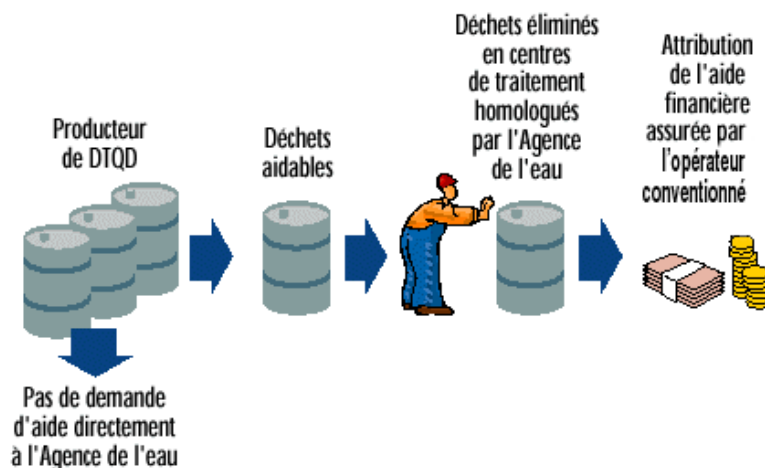 Producteur
de DTQD
Déchets
aidables
Déchets éliminés
en centres
de traitement
homologués
par l'Agence
de l'eau
Attribution
de l'aide
financière
assurée par
l'opérateur
conventionné
Pas de demande
d'aide directement
à l'Agence de l'eau